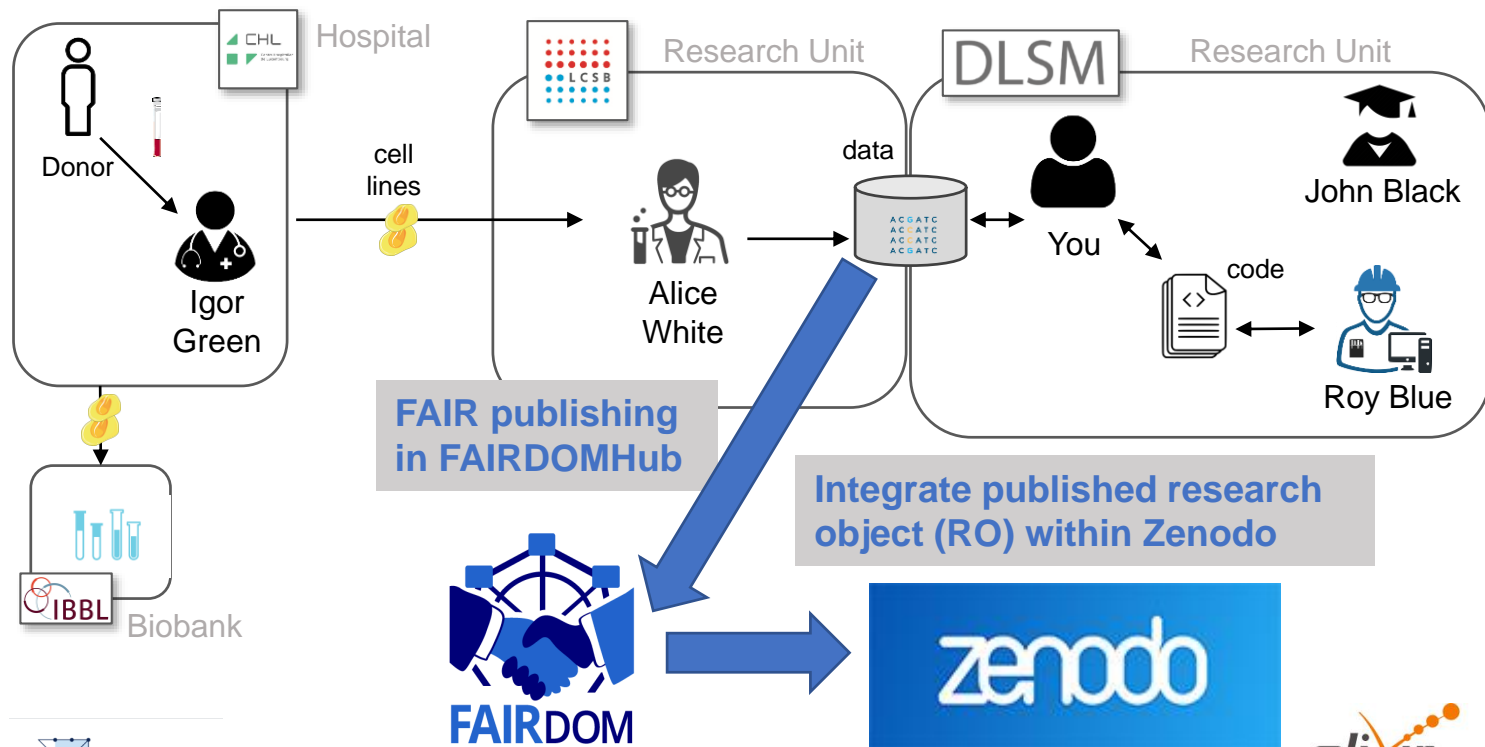 CHL
Hospital
Donor
Igor
Green
cell
lines
IBBL
Biobank
LCSB
Research Unit
Alice
White
data
ACGATC
ACGATC
ACGATC
ACGATC
DLSM
Research Unit
You
John Black
code
<>
Roy Blue
FAIR publishing
in FAIRDOMHub
Integrate published research
object (RO) within Zenodo
FAIRDOM
zenodo